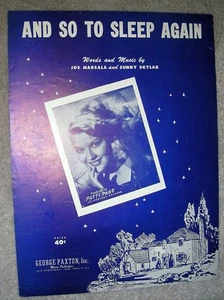 AND SO TO SLEEP AGAIN
Words and Music by
JOE MARSALA and SUNNY SKYLAR
PATTI PAGE
PRICE
40¢
GEORGE PAXTON, Inc.